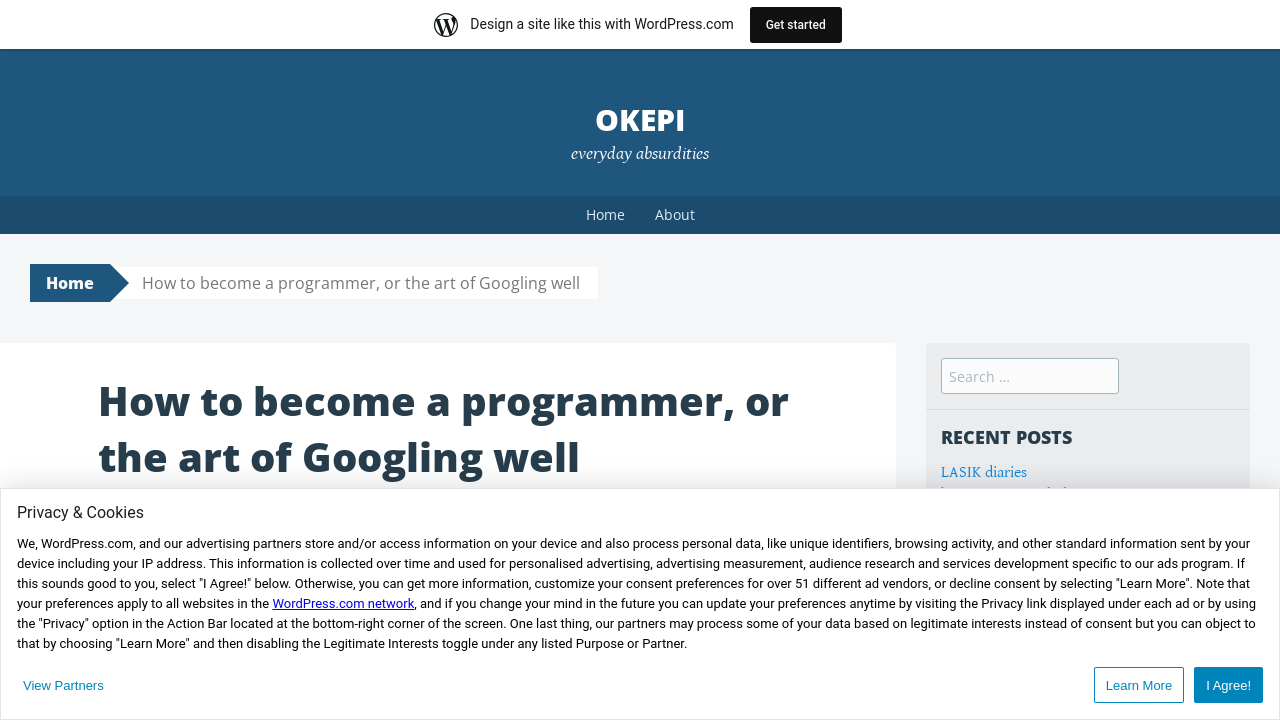 Design a site like this with WordPress.com
Get started
OKEPI
everyday absurdities
Home
About
Home
How to become a programmer, or the art of Googling well
How to become a programmer, or
the art of Googling well
Search …
RECENT POSTS
LASIK diaries
Privacy & Cookies
We, WordPress.com, and our advertising partners store and/or access information on your device and also process personal data, like unique identifiers, browsing activity, and other standard information sent by your
device including your IP address. This information is collected over time and used for personalised advertising, advertising measurement, audience research and services development specific to our ads program. If
this sounds good to you, select "I Agree!" below. Otherwise, you can get more information, customize your consent preferences for over 51 different ad vendors, or decline consent by selecting "Learn More". Note that
your preferences apply to all websites in the WordPress.com network, and if you change your mind in the future you can update your preferences anytime by visiting the Privacy link displayed under each ad or by using
the "Privacy" option in the Action Bar located at the bottom-right corner of the screen. One last thing, our partners may process some of your data based on legitimate interests instead of consent but you can object to
that by choosing "Learn More" and then disabling the Legitimate Interests toggle under any listed Purpose or Partner.
View Partners
Learn More
I Agree!